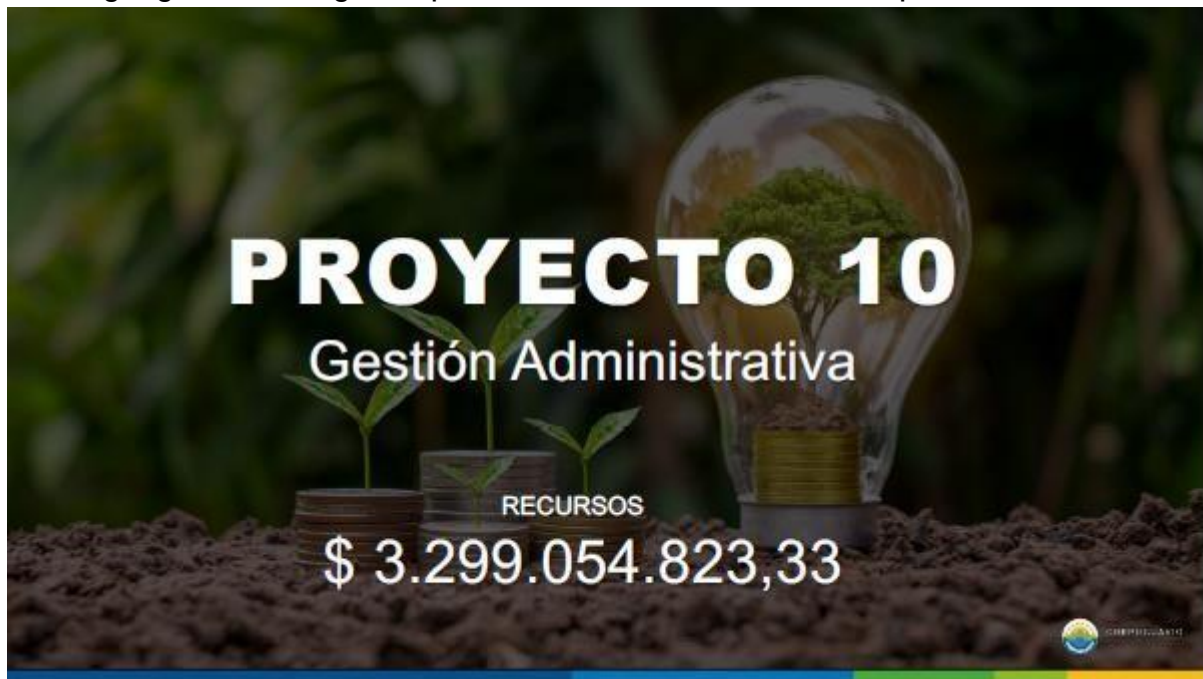 PROYECTO 10
Gestión Administrativa
RECURSOS
$ 3.299.054.823,33